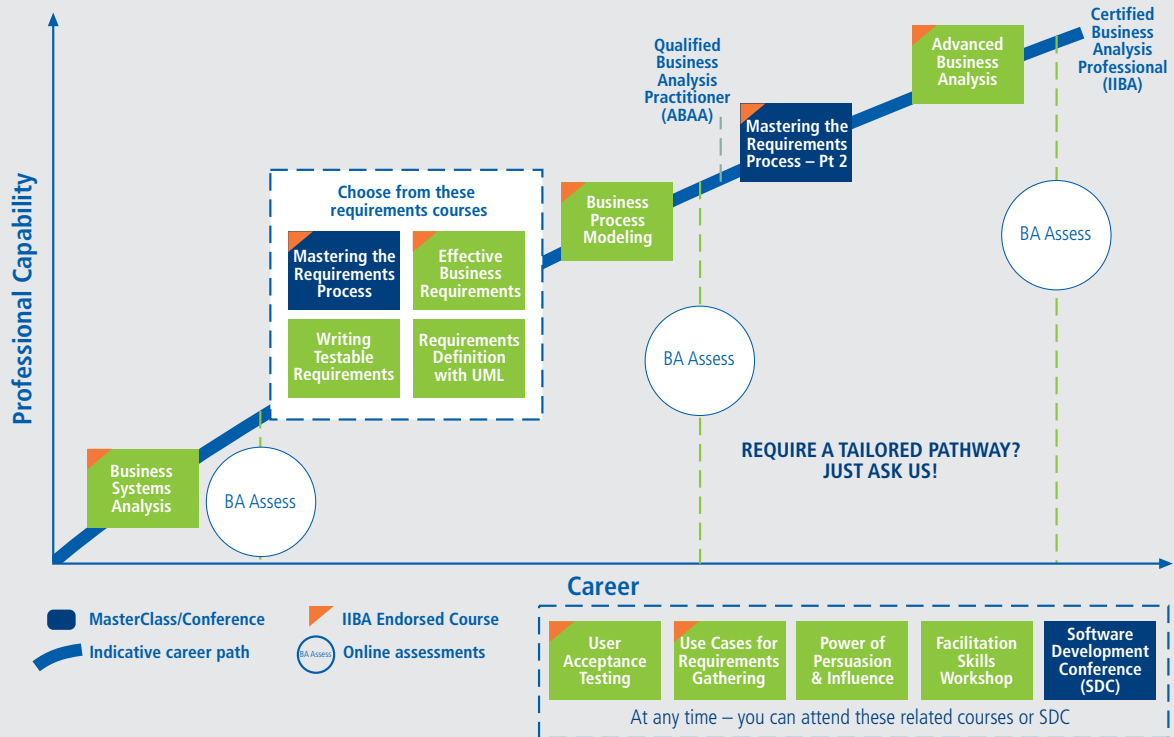 Certified
Business
Analysis
Professional
(IIBA)
Advanced
Business
Analysis
Qualified
Business
Analysis
Practitioner
(ABAA)
Mastering the
Requirements
Process – Pt 2
Professional Capability
Choose from these
requirements courses
Mastering the
Requirements
Process
Effective
Business
Requirements
Writing
Testable
Requirements
Requirements
Definition
with UML
Business
Process
Modeling
BA Assess
BA Assess
REQUIRE A TAILORED PATHWAY?
JUST ASK US!
Business
Systems
Analysis
BA Assess
Career
MasterClass/Conference
IIBA Endorsed Course
Indicative career path
BA Assess
Online assessments
User
Acceptance
Testing
Use Cases for
Requirements
Gathering
Power of
Persuasion
& Influence
Facilitation
Skills
Workshop
Software
Development
Conference
(SDC)
At any time – you can attend these related courses or SDC